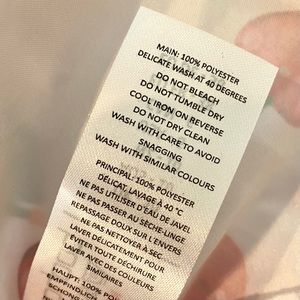 MAIN: 100% POLYESTER
DELICATE WASH AT 40 DEGREES
DO NOT BLEACH
DO NOT TUMBLE DRY
COOL IRON ON REVERSE
DO NOT DRY CLEAN
WASH WITH CARE TO AVOID
SNAGGING
WASH WITH SIMILAR COLOURS
PRINCIPAL: 100% POLYESTER
DÉLICAT, LAVAGE À 40 °C
NE PAS UTILISER D'EAU DE JAVEL
NE PAS PASSER AU SÈCHE-LINGE
REPASSAGE DOUX SUR L'ENVERS
NE PAS NETTOYER À SEC.
LAVER DÉLICATEMENT POUR
ÉVITER TOUTE DÉCHIRURE
LAVER AVEC DES COULEURS
SIMILAIRES
HAUPT: 100% POLYES
EMPFINDLICH
SCHON